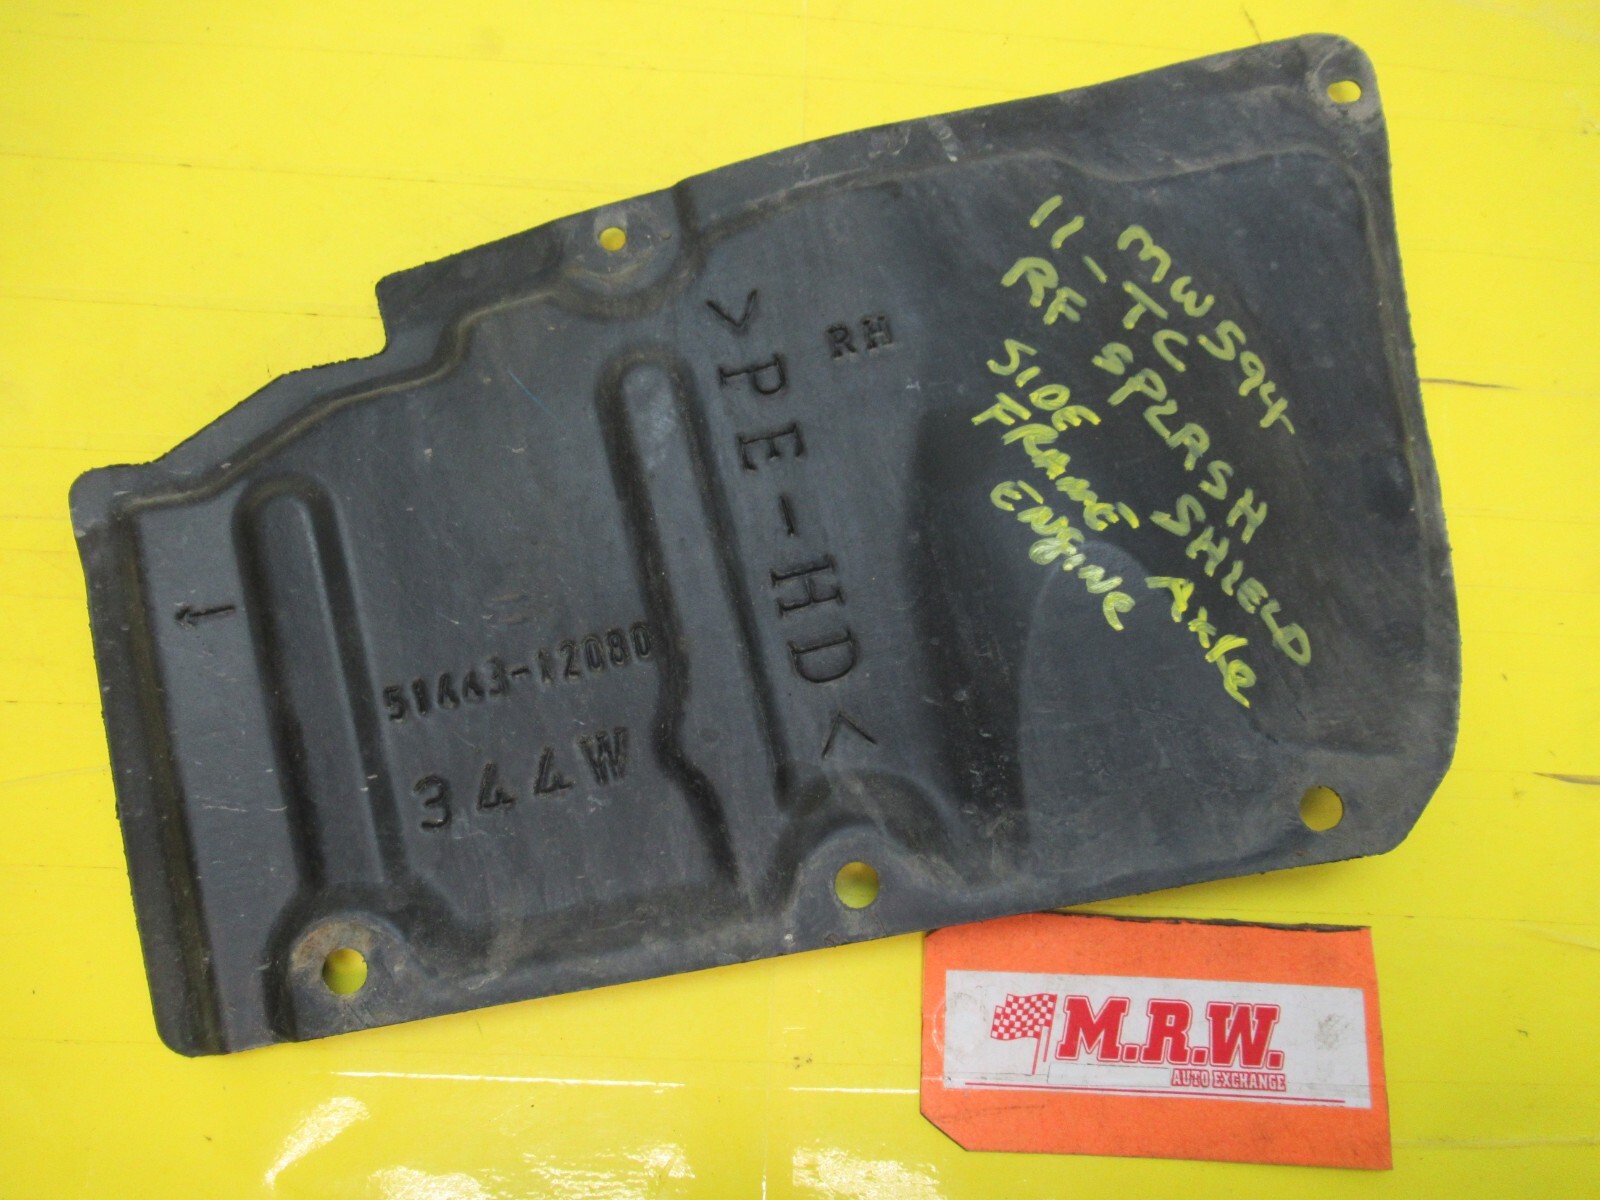 MW594
11-TC
RF SPLASH SHIELD
SIDE
FRAME AXle
ENgINE
RH
>PE-HD<
51443-12080
344W
M.R.W.
AUTO EXCHANGE